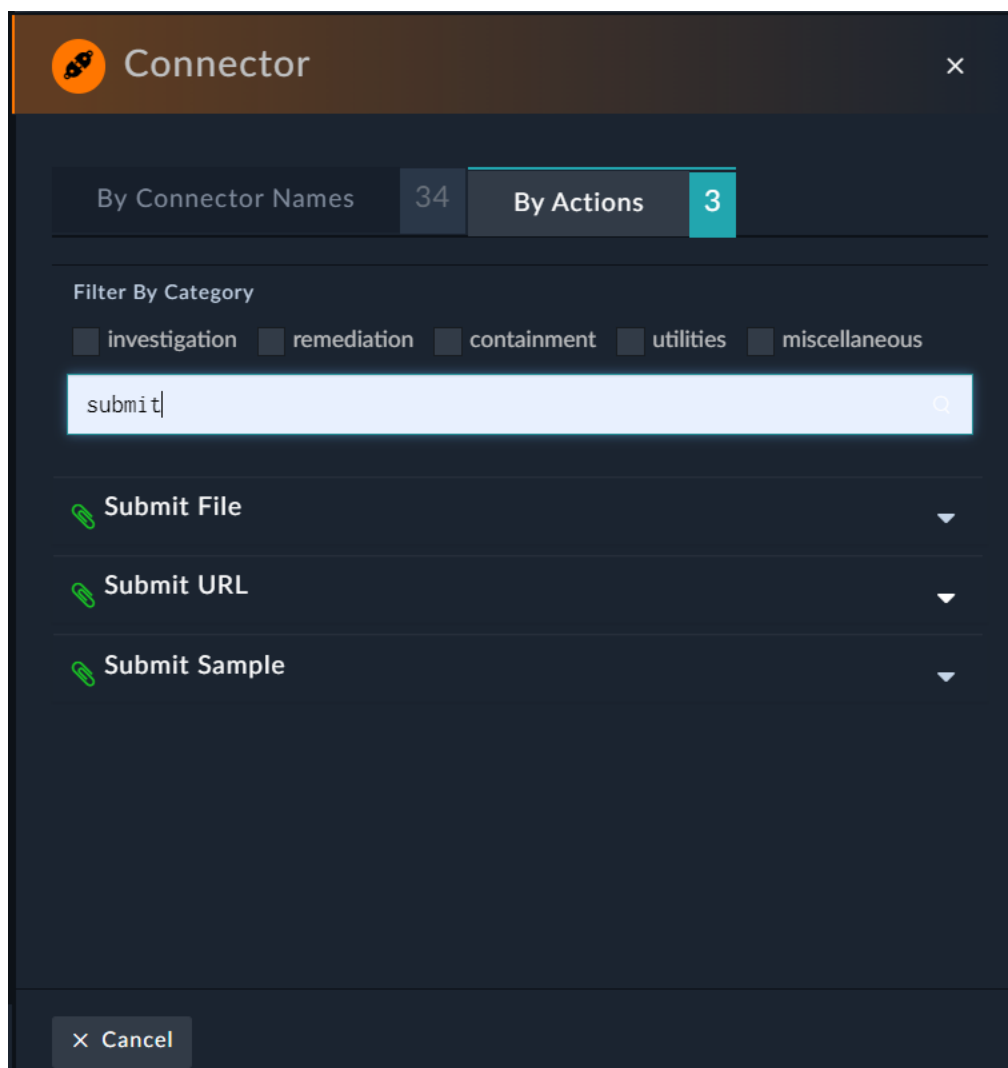 Connector
By Connector Names 34 By Actions 3
Filter By Category
investigation remediation containment utilities miscellaneous
submit
Submit File
Submit URL
Submit Sample
× Cancel